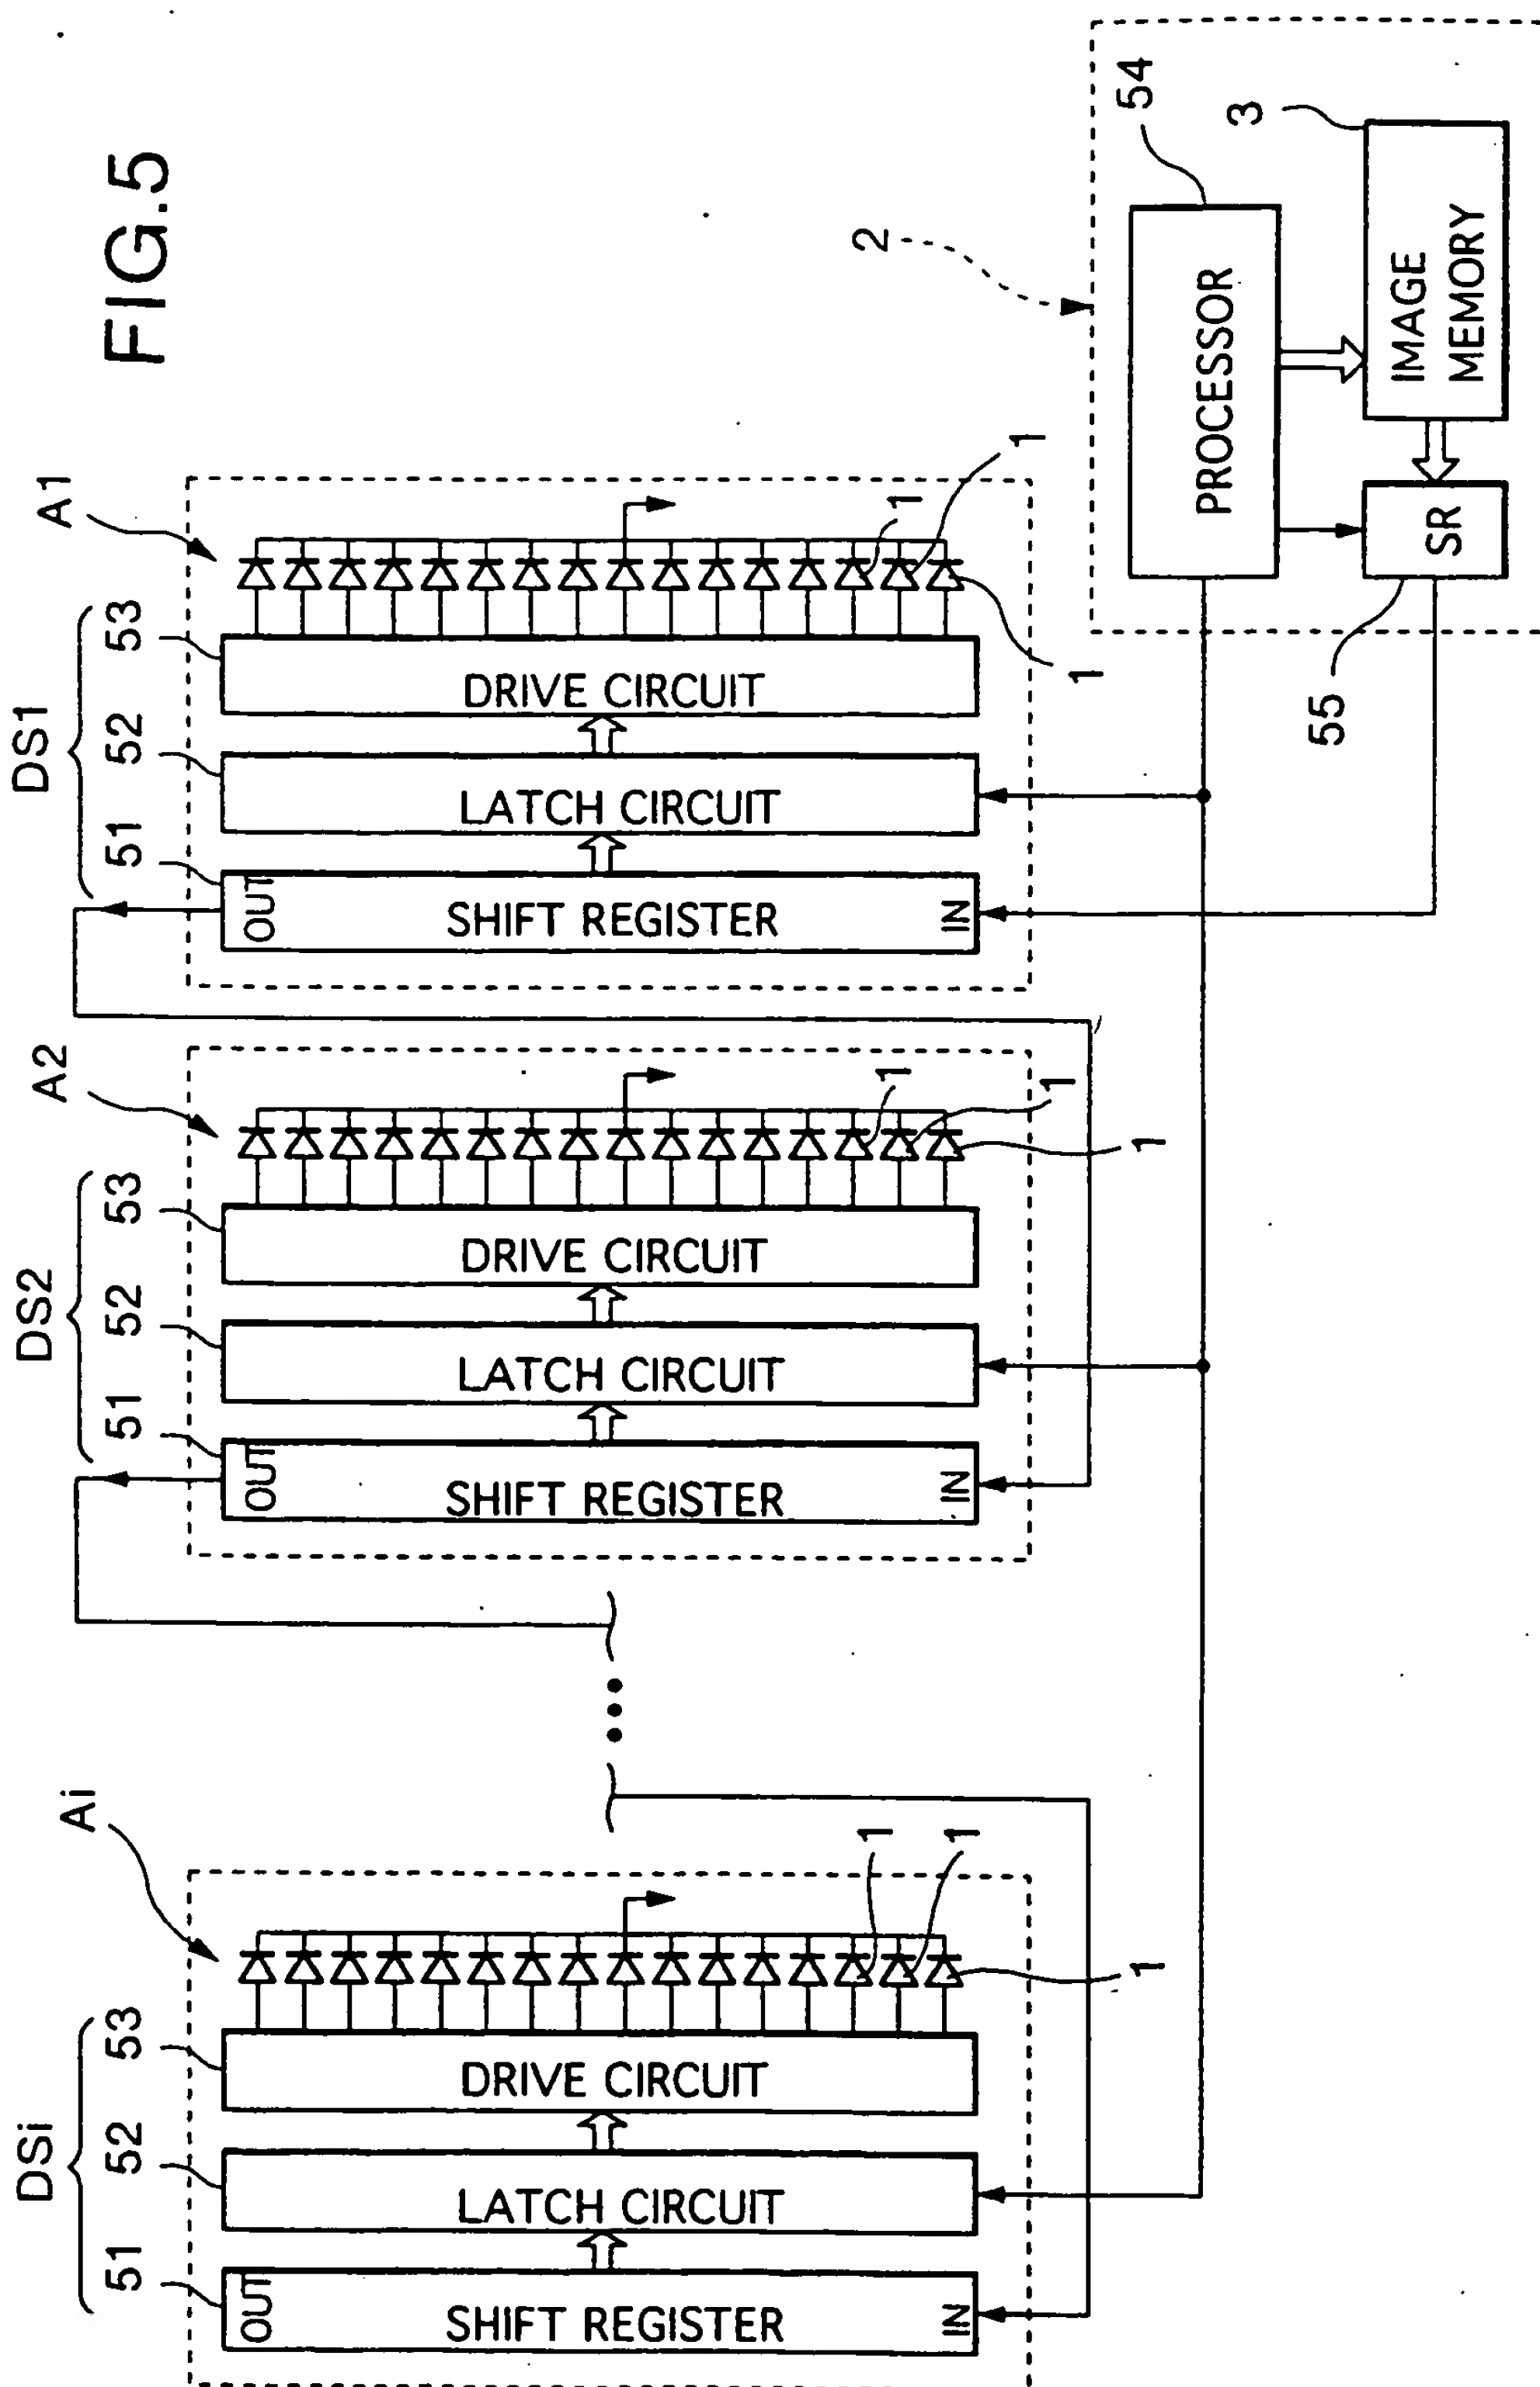 FIG.5
DSi
51
52
53
Ai
OUT
SHIFT REGISTER
IN
LATCH CIRCUIT
DRIVE CIRCUIT
1
1
1
DS2
51
52
53
A2
OUT
SHIFT REGISTER
IN
LATCH CIRCUIT
DRIVE CIRCUIT
1
1
1
DS1
51
52
53
A1
OUT
SHIFT REGISTER
IN
LATCH CIRCUIT
DRIVE CIRCUIT
1
1
1
2
PROCESSOR
54
55
SR
IMAGE
MEMORY
3